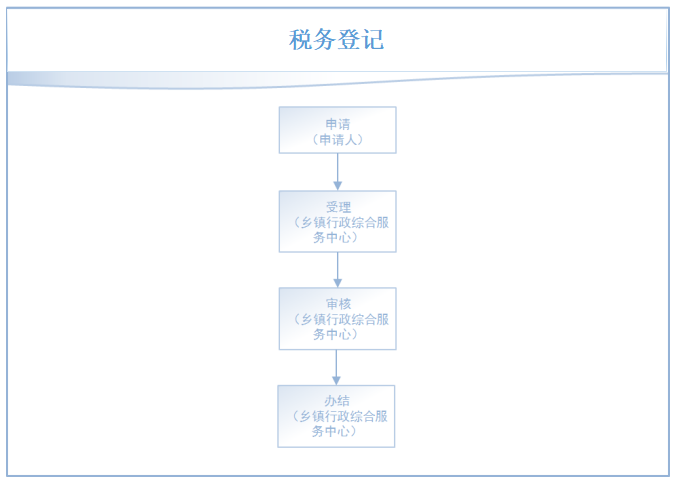 税务登记
申请
（申请人）
受理
（乡镇行政综合服
务中心）
审核
（乡镇行政综合服
务中心）
办结
（乡镇行政综合服
务中心）